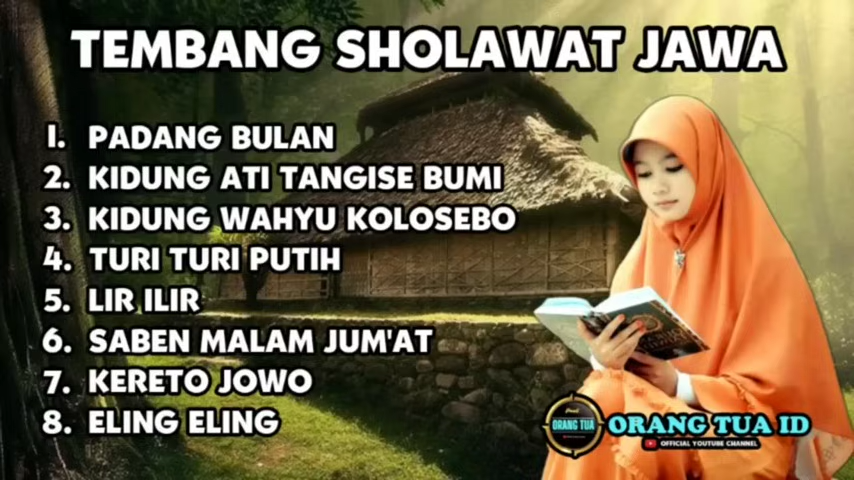 TEMBANG SHOLAWAT JAWA
1. PADANG BULAN
2. KIDUNG ATI TANGISE BUMI
3. KIDUNG WAHYU KOLOSEBO
4. TURI TURI PUTIH
5. LIR ILIR
6. SABEN MALAM JUM'AT
7. KERETO JOWO
8. ELING ELING
ORANG TUA
ORANG TUA ID
OFFICIAL YOUTUBE CHANNEL